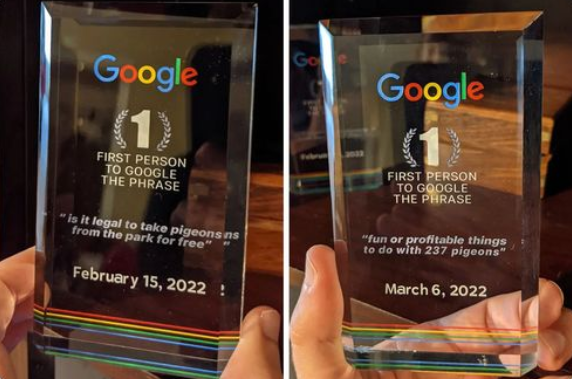 Google
1
FIRST PERSON
TO GOOGLE
THE PHRASE
" is it legal to take pigeons
from the park for free"
February 15, 2022
Google
1
FIRST PERSON
TO GOOGLE
THE PHRASE
"fun or profitable things
to do with 237 pigeons"
March 6, 2022